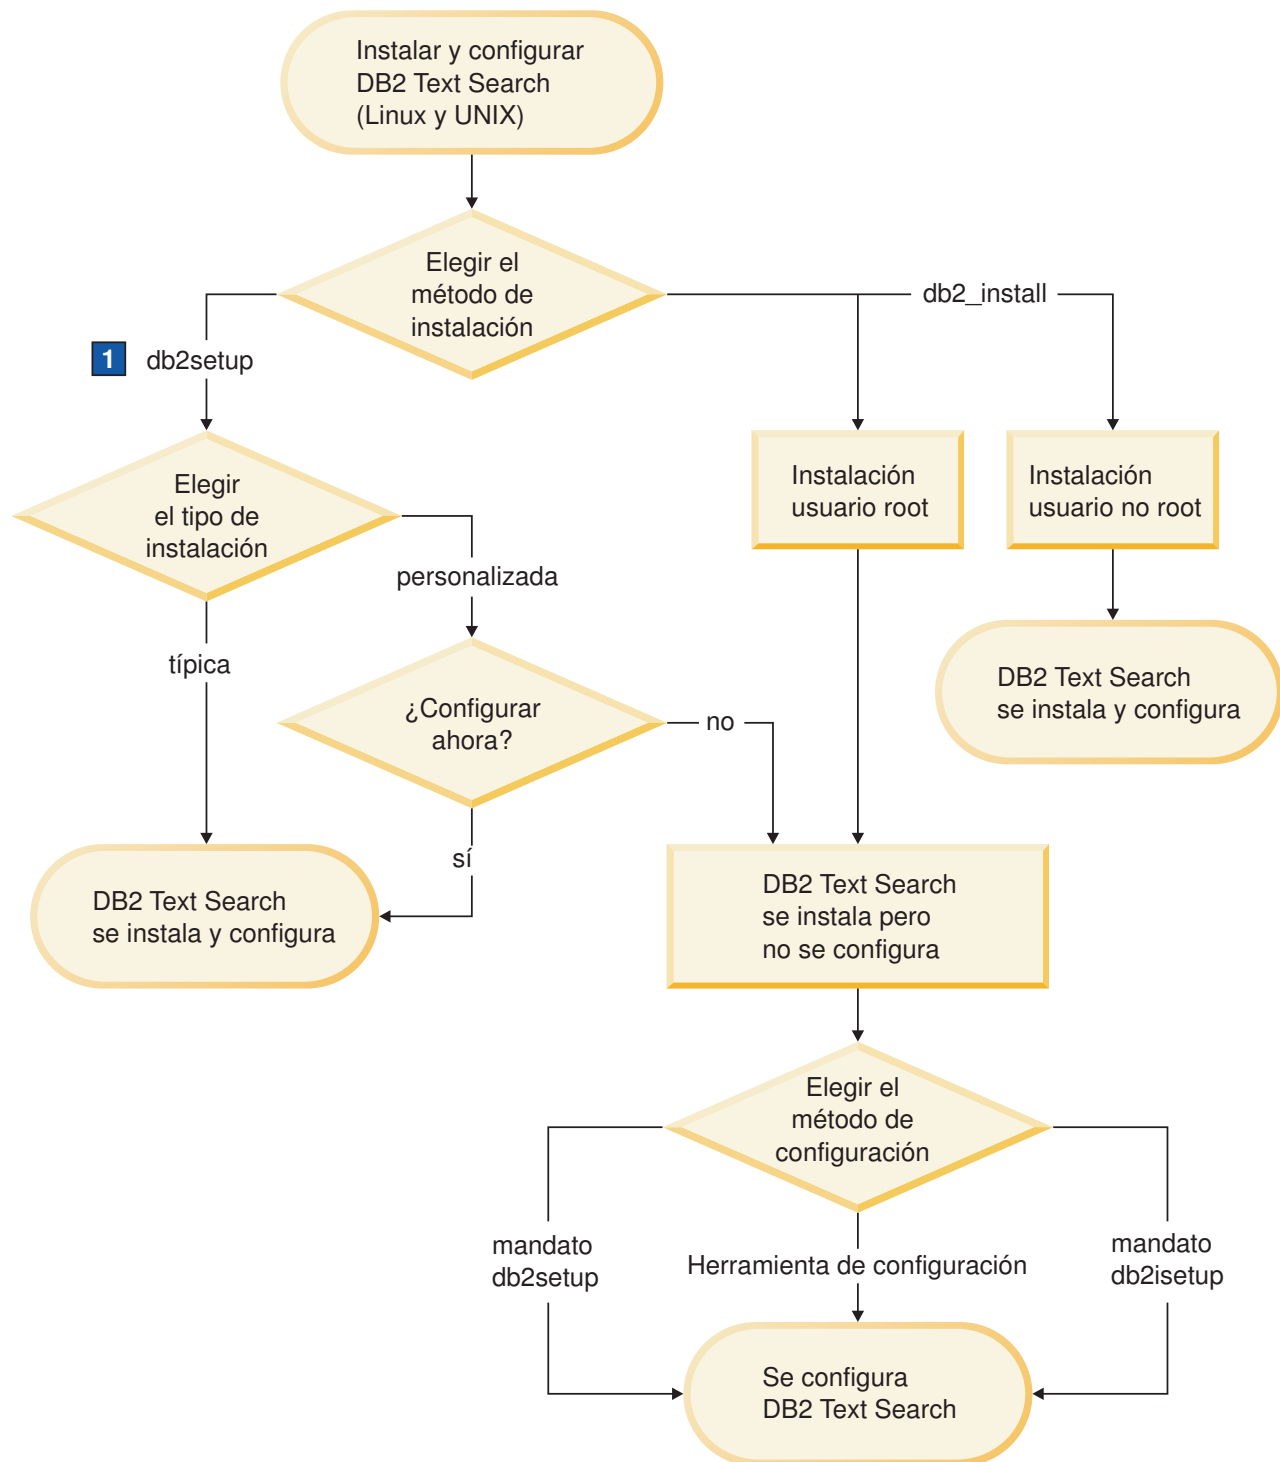 Instalar y configurar
DB2 Text Search
(Linux y UNIX)
Elegir el
método de
instalación
db2_install
1 db2setup
Elegir
el tipo de
instalación
Instalación
usuario root
Instalación
usuario no root
personalizada
típica
¿Configurar
ahora?
no
DB2 Text Search
se instala y configura
sí
DB2 Text Search
se instala y configura
DB2 Text Search
se instala pero
no se configura
Elegir el
método de
configuración
mandato
db2setup
Herramienta de configuración
mandato
db2isetup
Se configura
DB2 Text Search